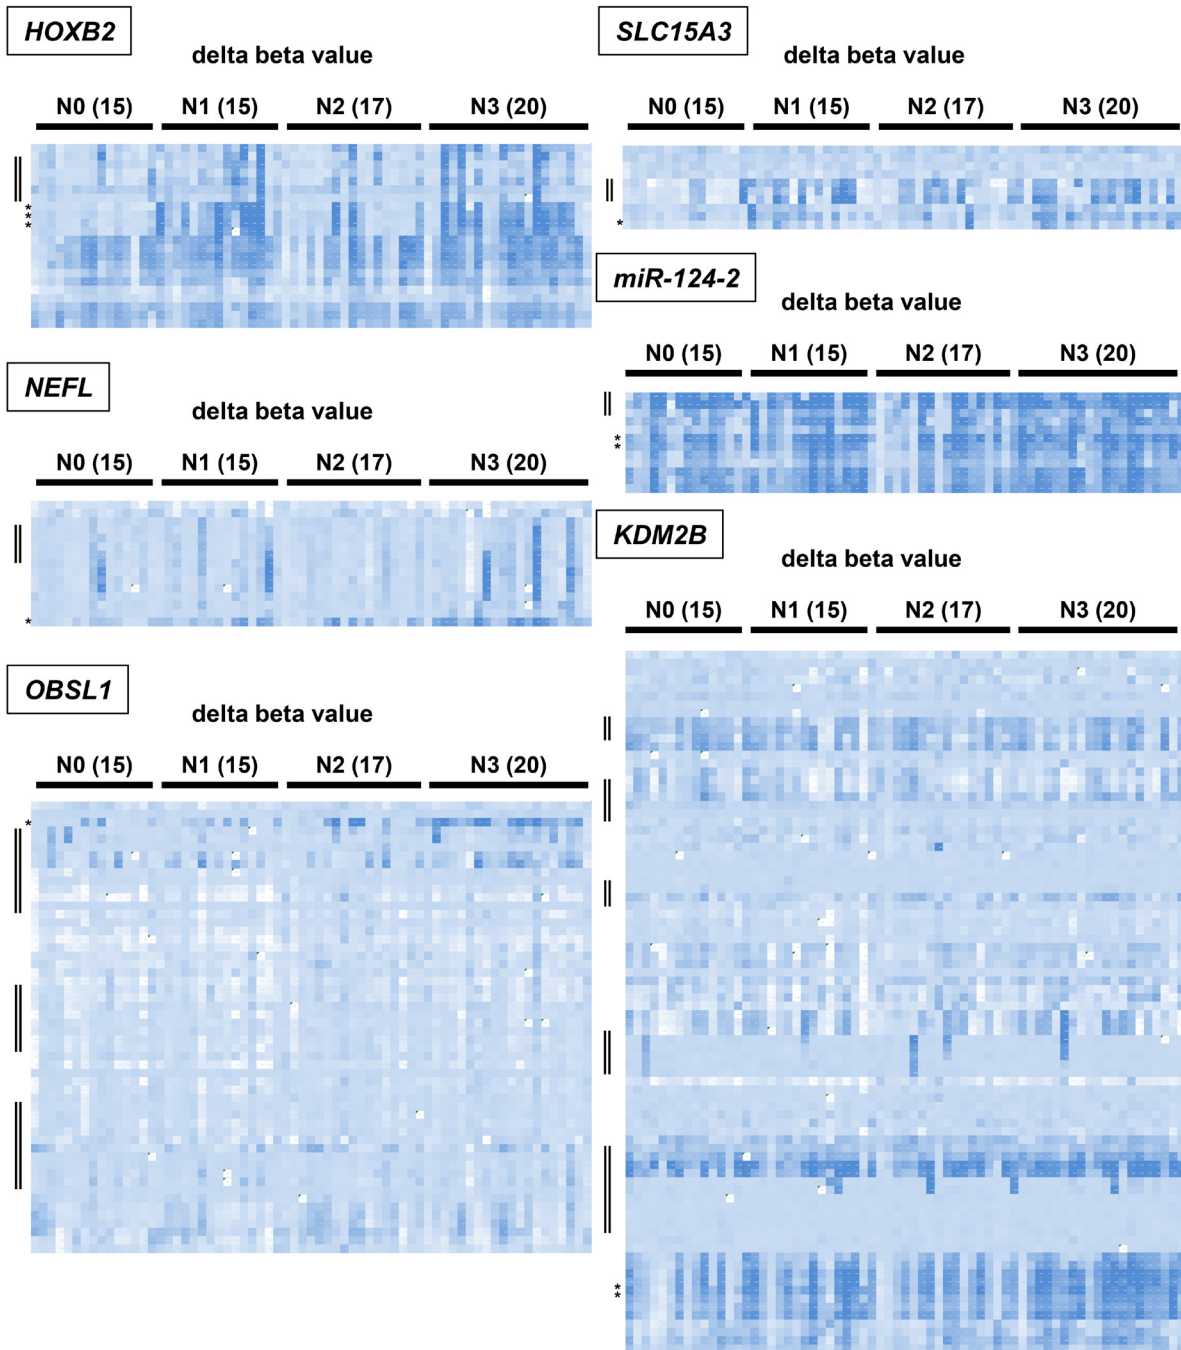 HOXB2
delta beta value
N0 (15) N1 (15) N2 (17) N3 (20)
*
*
*
NEFL
delta beta value
N0 (15) N1 (15) N2 (17) N3 (20)
*
OBSL1
delta beta value
N0 (15) N1 (15) N2 (17) N3 (20)
*
SLC15A3
delta beta value
N0 (15) N1 (15) N2 (17) N3 (20)
*
miR-124-2
delta beta value
N0 (15) N1 (15) N2 (17) N3 (20)
*
*
KDM2B
delta beta value
N0 (15) N1 (15) N2 (17) N3 (20)
*
*